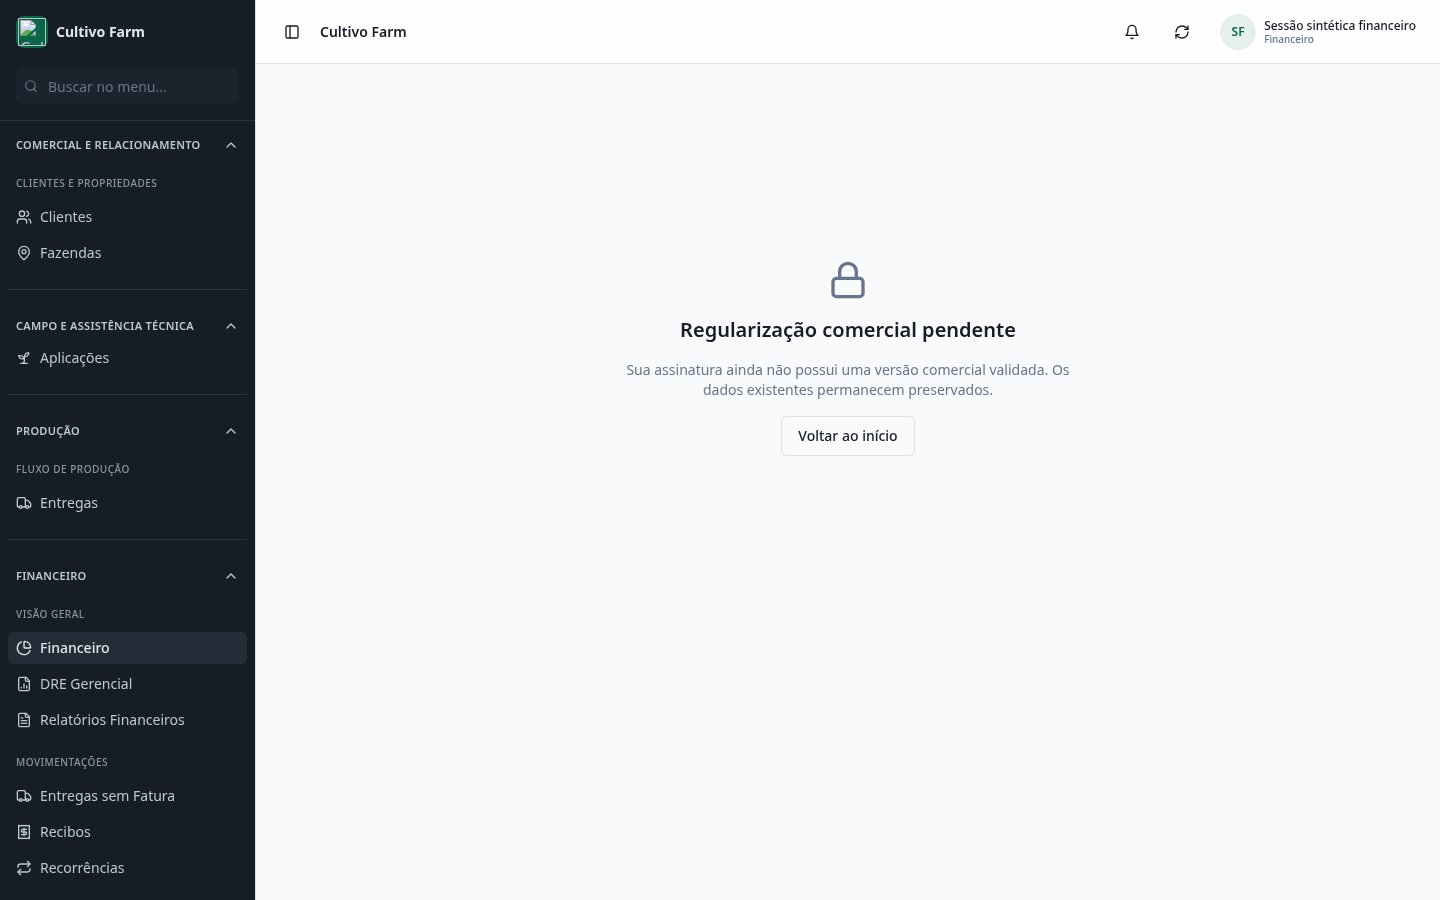 Cultivo Farm
Buscar no menu...
COMERCIAL E RELACIONAMENTO
CLIENTES E PROPRIEDADES
Clientes
Fazendas
CAMPO E ASSISTÊNCIA TÉCNICA
Aplicações
PRODUÇÃO
FLUXO DE PRODUÇÃO
Entregas
FINANCEIRO
VISÃO GERAL
Financeiro
DRE Gerencial
Relatórios Financeiros
MOVIMENTAÇÕES
Entregas sem Fatura
Recibos
Recorrências
Cultivo Farm
SF
Sessão sintética financeiro
Financeiro
Regularização comercial pendente
Sua assinatura ainda não possui uma versão comercial validada. Os
dados existentes permanecem preservados.
Voltar ao início